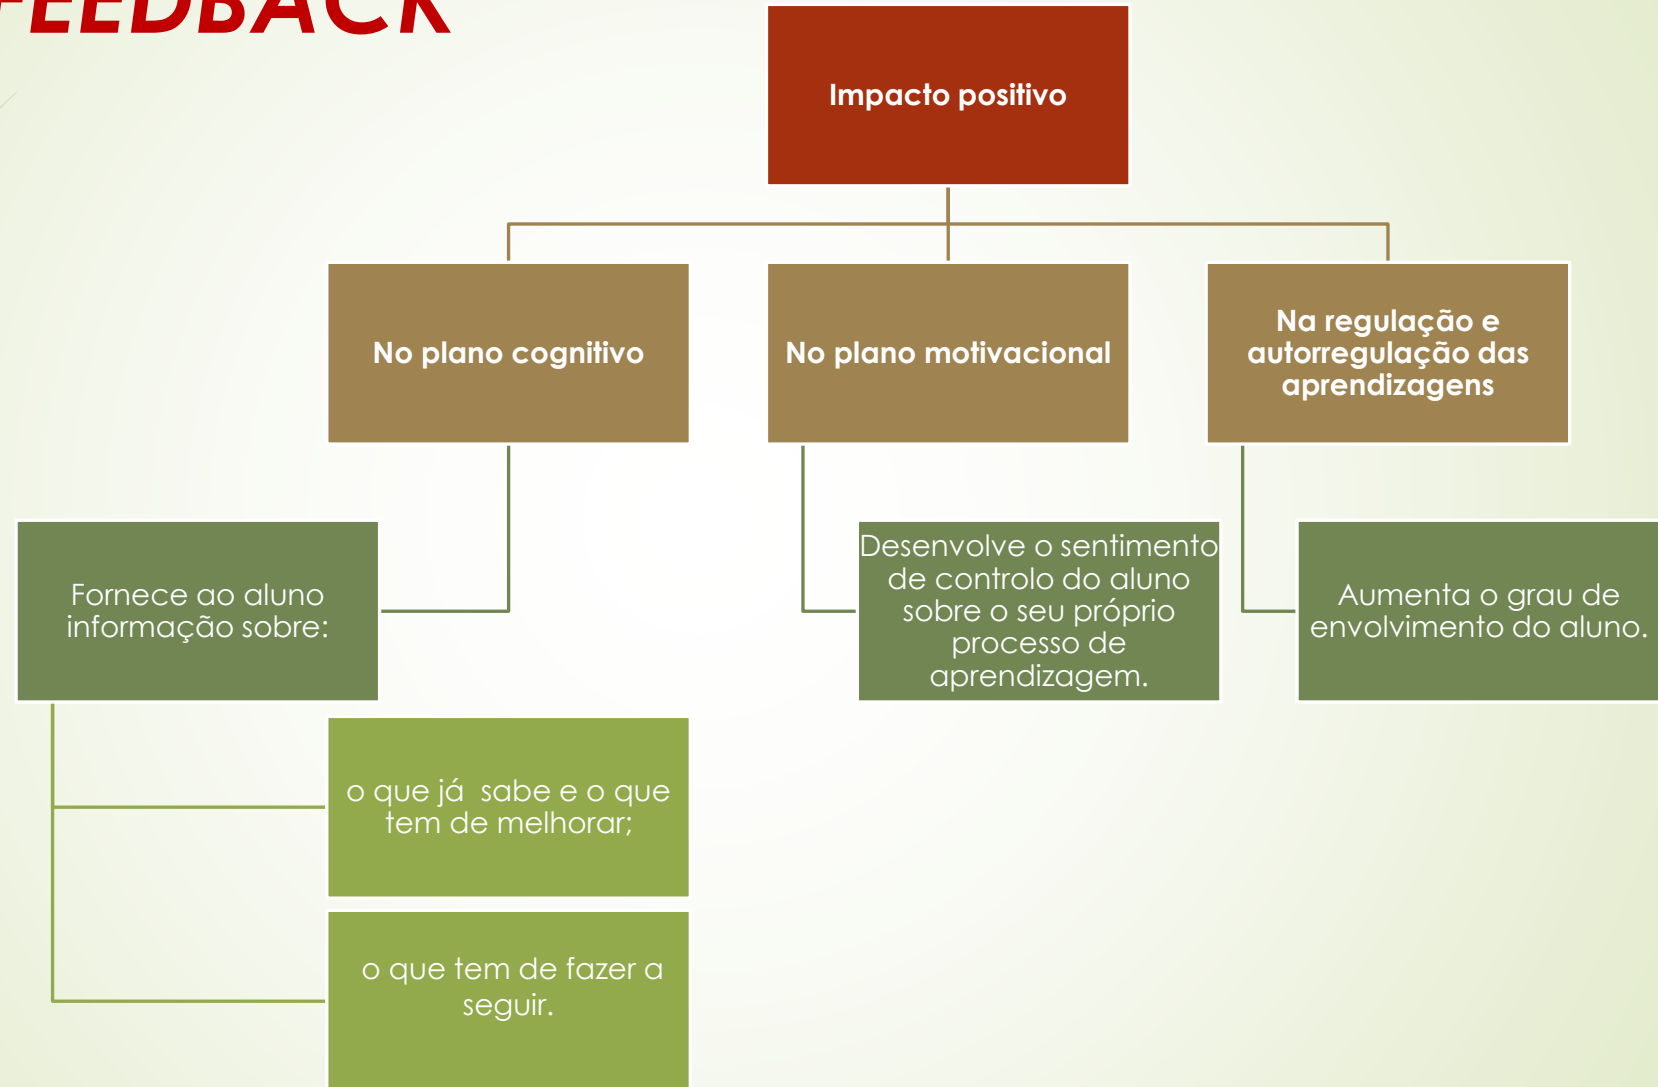 FEEDBACK
Impacto positivo
No plano cognitivo
No plano motivacional
Na regulação e
autorregulação das
aprendizagens
Fornece ao aluno
informação sobre:
Desenvolve o sentimento
de controlo do aluno
sobre o seu próprio
processo de
aprendizagem.
Aumenta o grau de
envolvimento do aluno.
o que já  sabe e o que
tem de melhorar;
o que tem de fazer a
seguir.